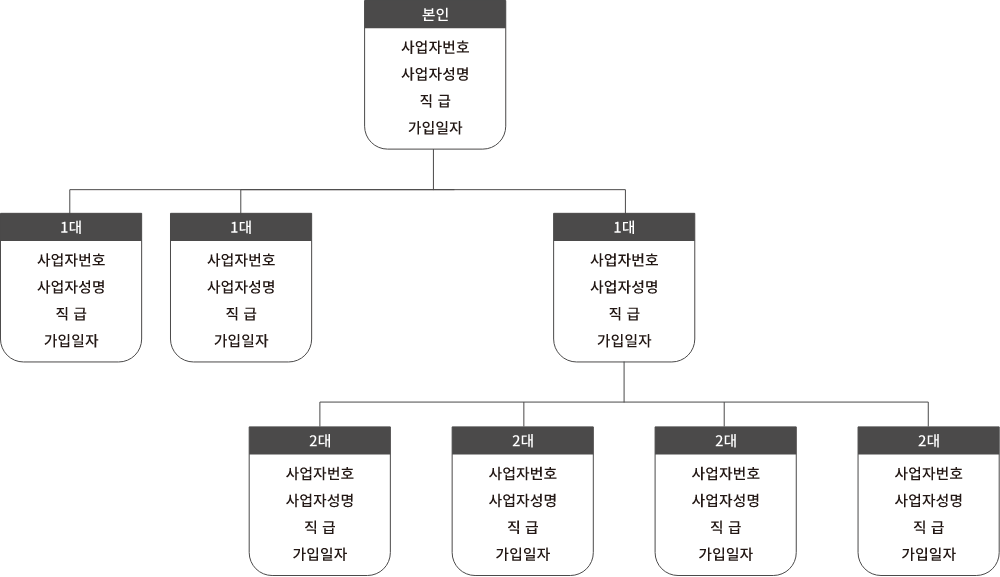 본인
사업자번호
사업자성명
직 급
가입일자
1대
사업자번호
사업자성명
직 급
가입일자
1대
사업자번호
사업자성명
직 급
가입일자
1대
사업자번호
사업자성명
직 급
가입일자
2대
사업자번호
사업자성명
직 급
가입일자
2대
사업자번호
사업자성명
직 급
가입일자
2대
사업자번호
사업자성명
직 급
가입일자
2대
사업자번호
사업자성명
직 급
가입일자